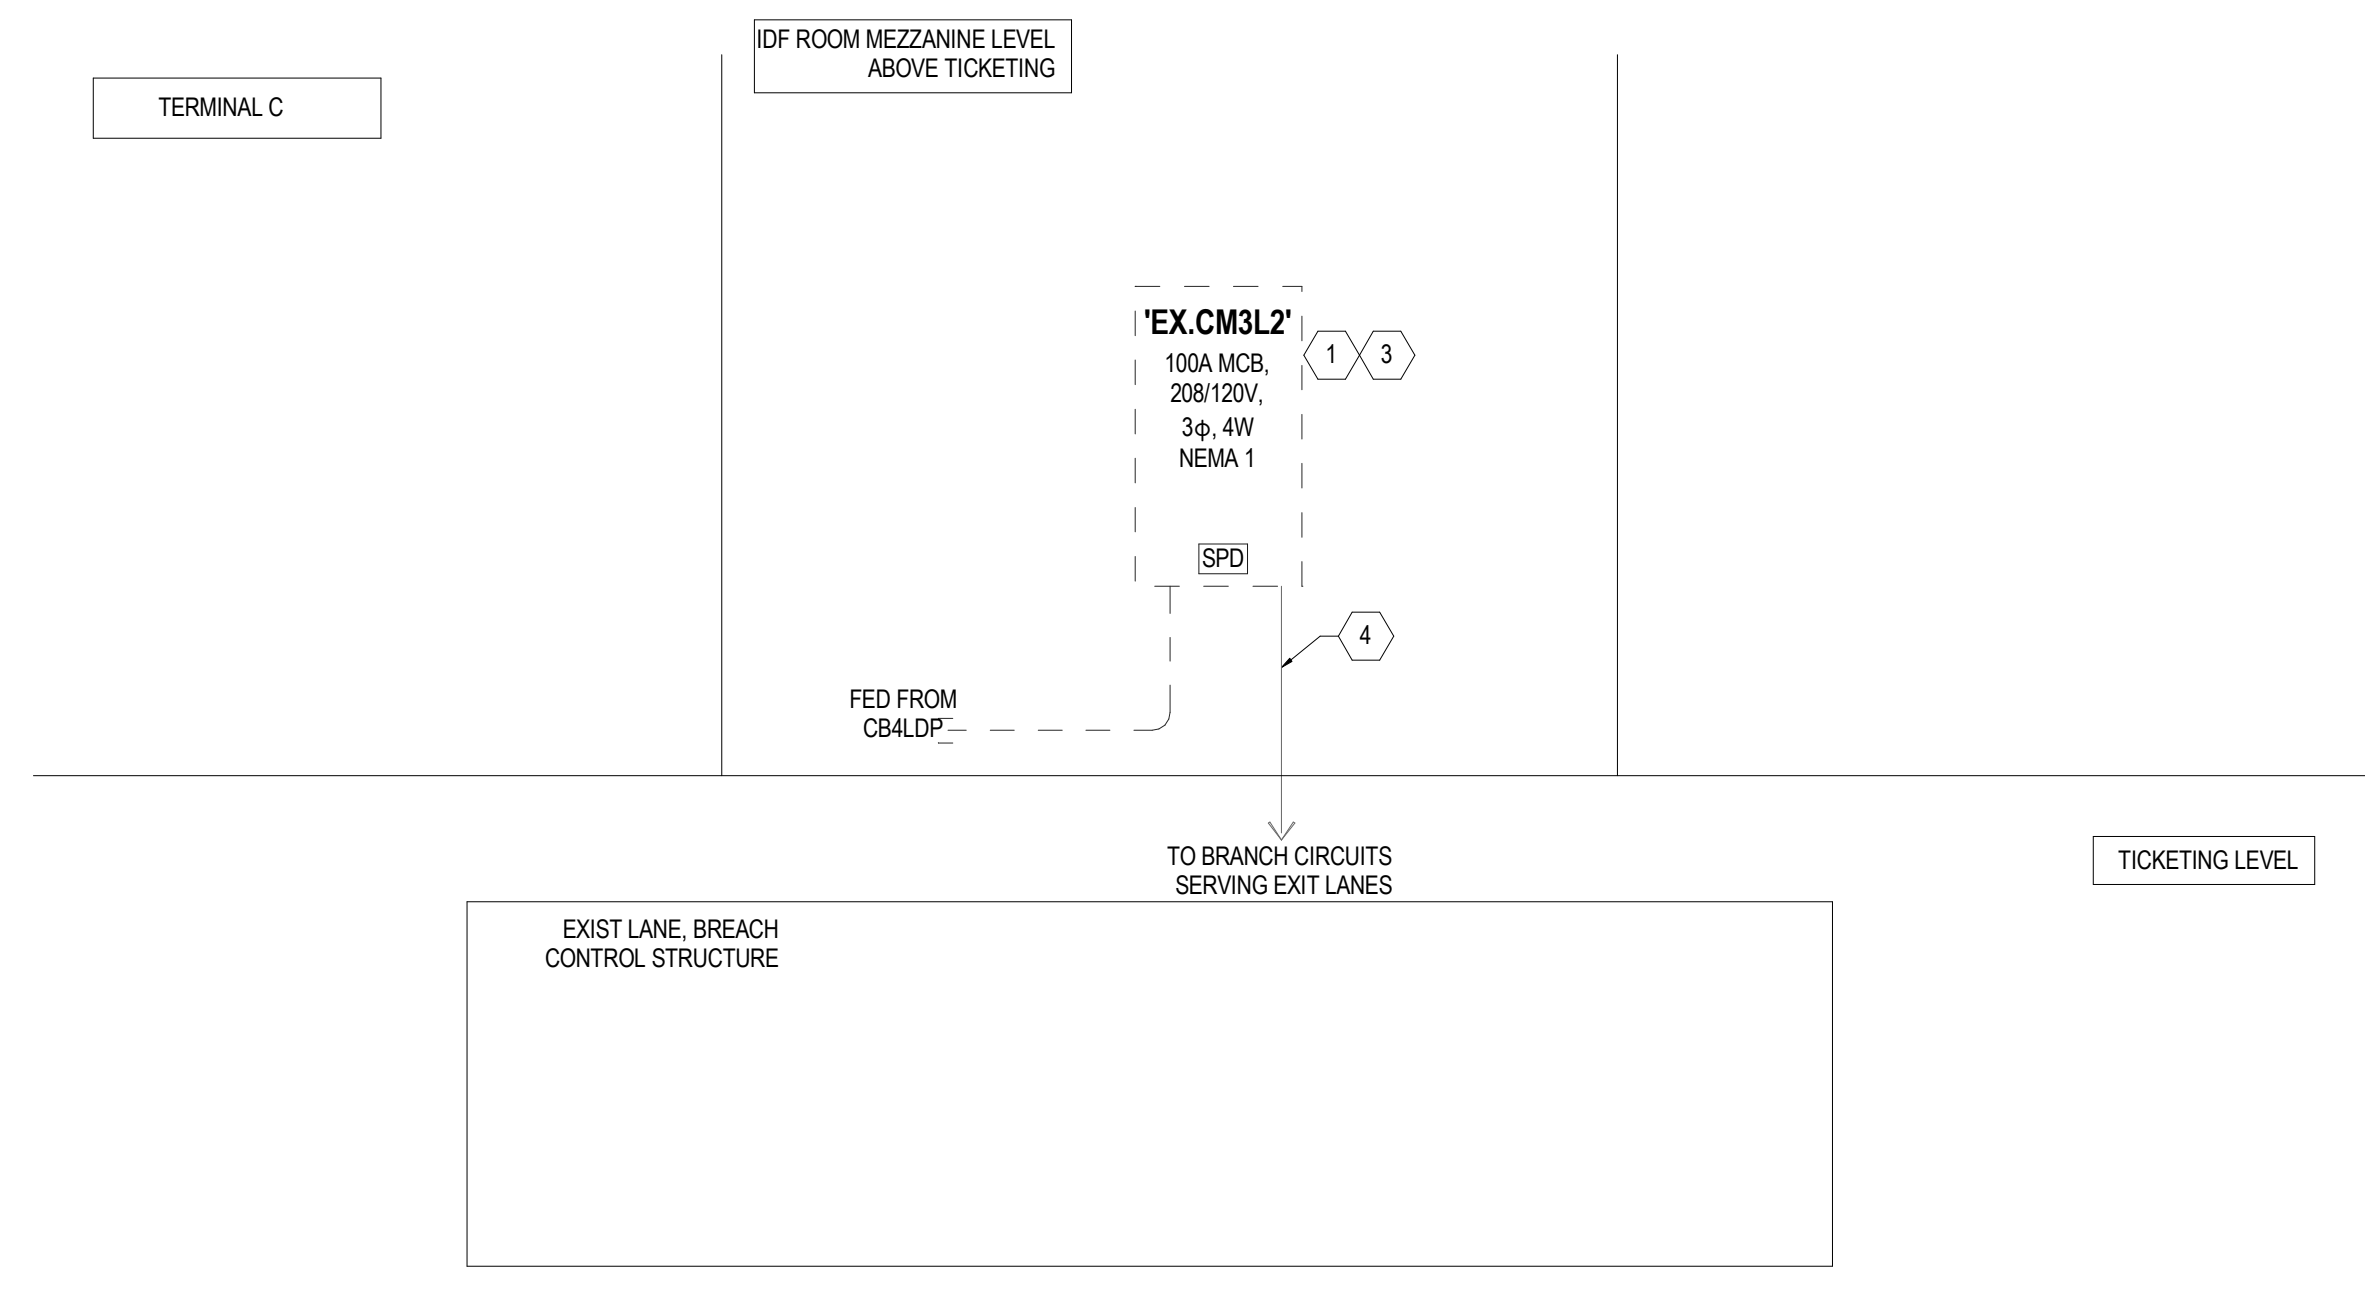 IDF ROOM MEZZANINE LEVEL
ABOVE TICKETING
TERMINAL C
'EX.CM3L2'
100A MCB,
208/120V,
3ϕ, 4W
NEMA 1
1
3
SPD
4
FED FROM
CB4LDP
TO BRANCH CIRCUITS
SERVING EXIT LANES
TICKETING LEVEL
EXIST LANE, BREACH
CONTROL STRUCTURE